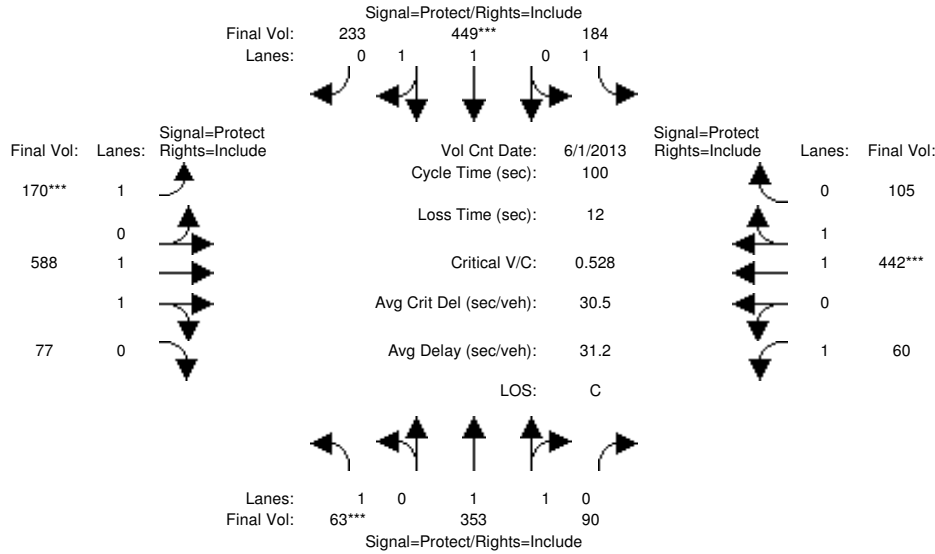 Signal=Protect/Rights=Include
Final Vol: 233 449*** 184
Lanes: 0 1 1 0 1
Signal=Protect
Final Vol: Lanes: Rights=Include
Vol Cnt Date: 6/1/2013
Signal=Protect
Rights=Include Lanes: Final Vol:
Cycle Time (sec): 100
170*** 1
0 105
Loss Time (sec): 12
0
1
588 1
Critical V/C: 0.528
1 442***
1
Avg Crit Del (sec/veh): 30.5
0
77 0
Avg Delay (sec/veh): 31.2
1 60
LOS: C
Lanes: 1 0 1 1 0
Final Vol: 63*** 353 90
Signal=Protect/Rights=Include